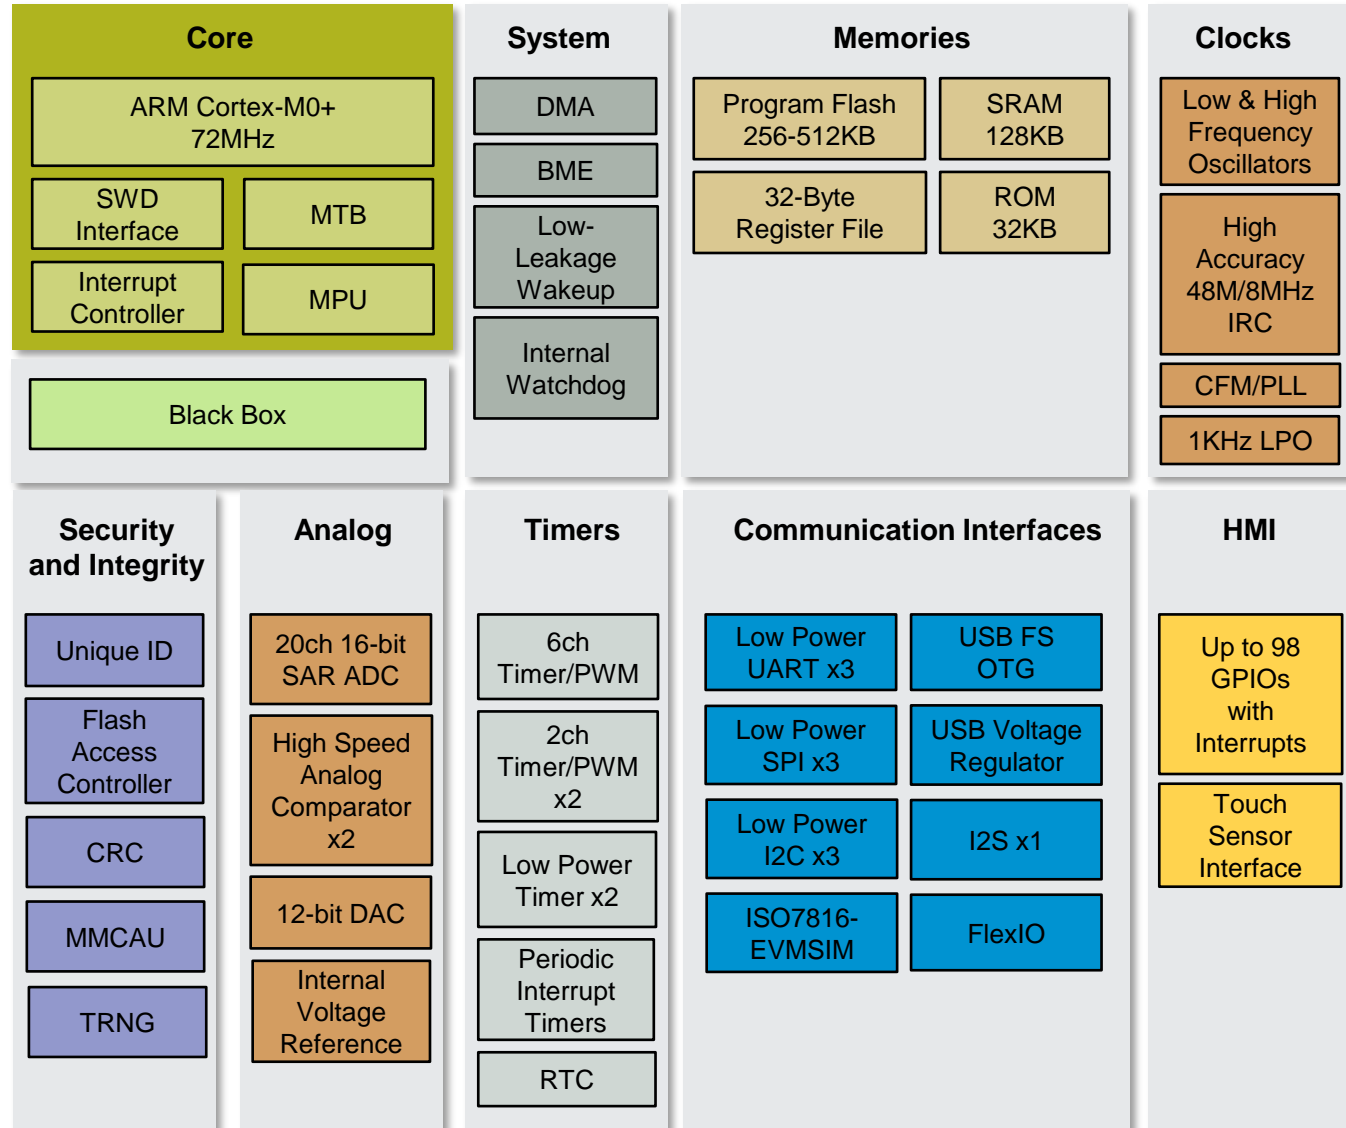 Core
ARM Cortex-M0+
72MHz
SWD
Interface
MTB
Interrupt
Controller
MPU
Black Box
System
DMA
BME
Low-
Leakage
Wakeup
Internal
Watchdog
Memories
Program Flash
256-512KB
SRAM
128KB
32-Byte
Register File
ROM
32KB
Clocks
Low & High
Frequency
Oscillators
High
Accuracy
48M/8MHz
IRC
CFM/PLL
1KHz LPO
Security
and Integrity
Unique ID
Flash
Access
Controller
CRC
MMCAU
TRNG
Analog
20ch 16-bit
SAR ADC
High Speed
Analog
Comparator
x2
12-bit DAC
Internal
Voltage
Reference
Timers
6ch
Timer/PWM
2ch
Timer/PWM
x2
Low Power
Timer x2
Periodic
Interrupt
Timers
RTC
Communication Interfaces
Low Power
UART x3
USB FS
OTG
Low Power
SPI x3
USB Voltage
Regulator
Low Power
I2C x3
I2S x1
ISO7816-
EVMSIM
FlexIO
HMI
Up to 98
GPIOs
with
Interrupts
Touch
Sensor
Interface